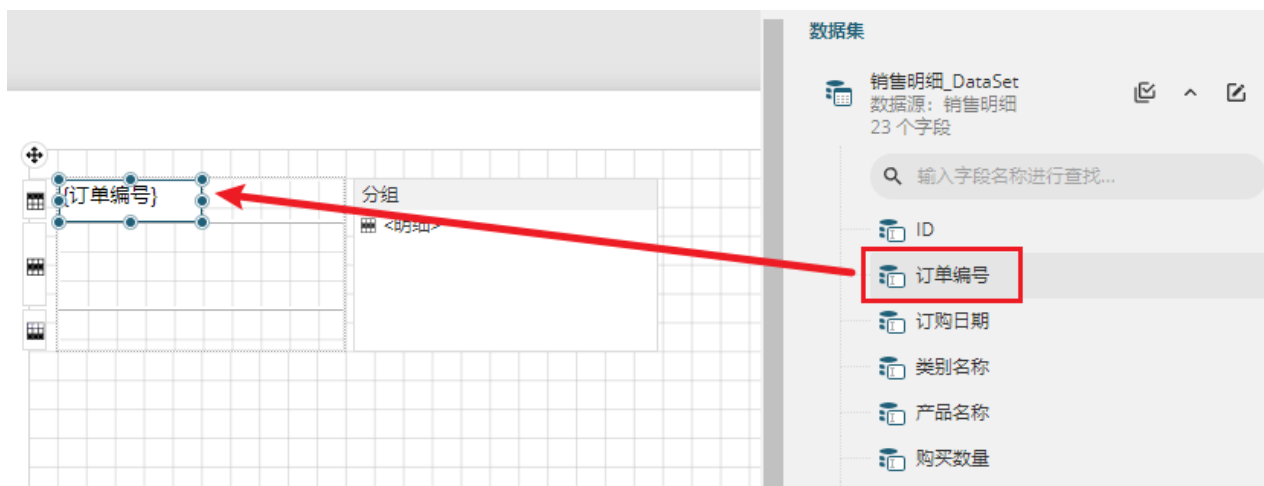 数据集
销售明细_DataSet
数据源：销售明细
23 个字段
输入字段名称进行查找...
ID
订单编号
订购日期
类别名称
产品名称
购买数量
{订单编号}
分组
<明细>